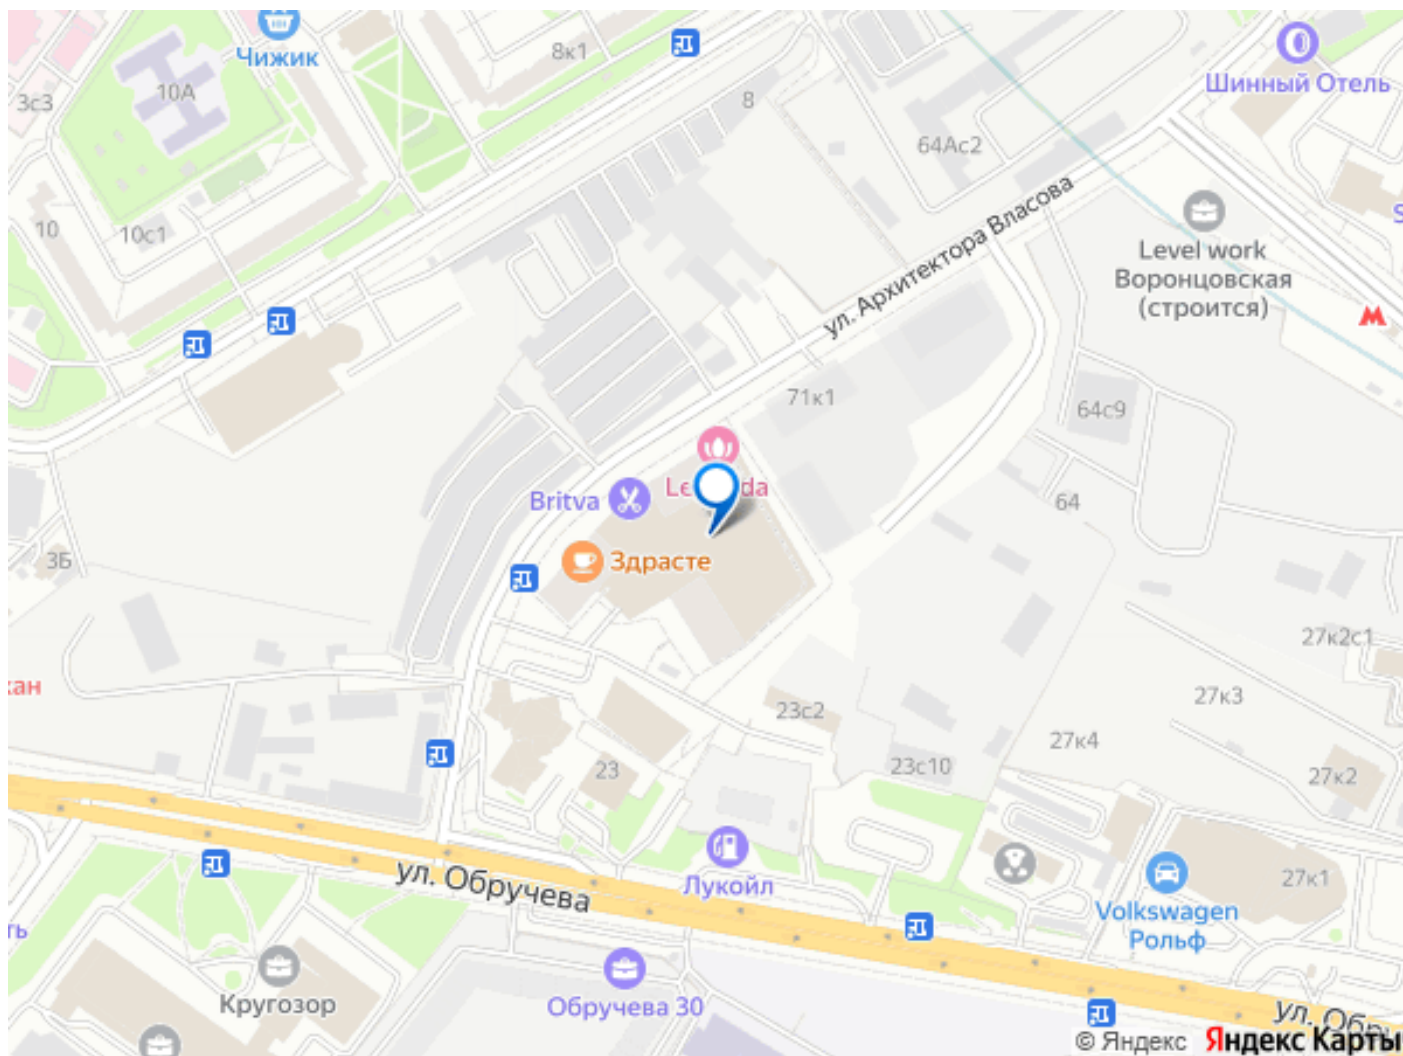 Чижик
8к1
Шинный Отель
3с3
10А
8
64Ас2
10
10с1
ул. Архитектора Власова
Level work
Воронцовская
(строится)
71к1
64с9
Britva
64
Здрасте
3Б
27к2с1
27к3
23с2
27к4
23
23с10
27к2
ул. Обручева
Лукойл
27к1
Volkswagen
Рольф
Кругозор
Обручева 30
© Яндекс
Яндекс Карты